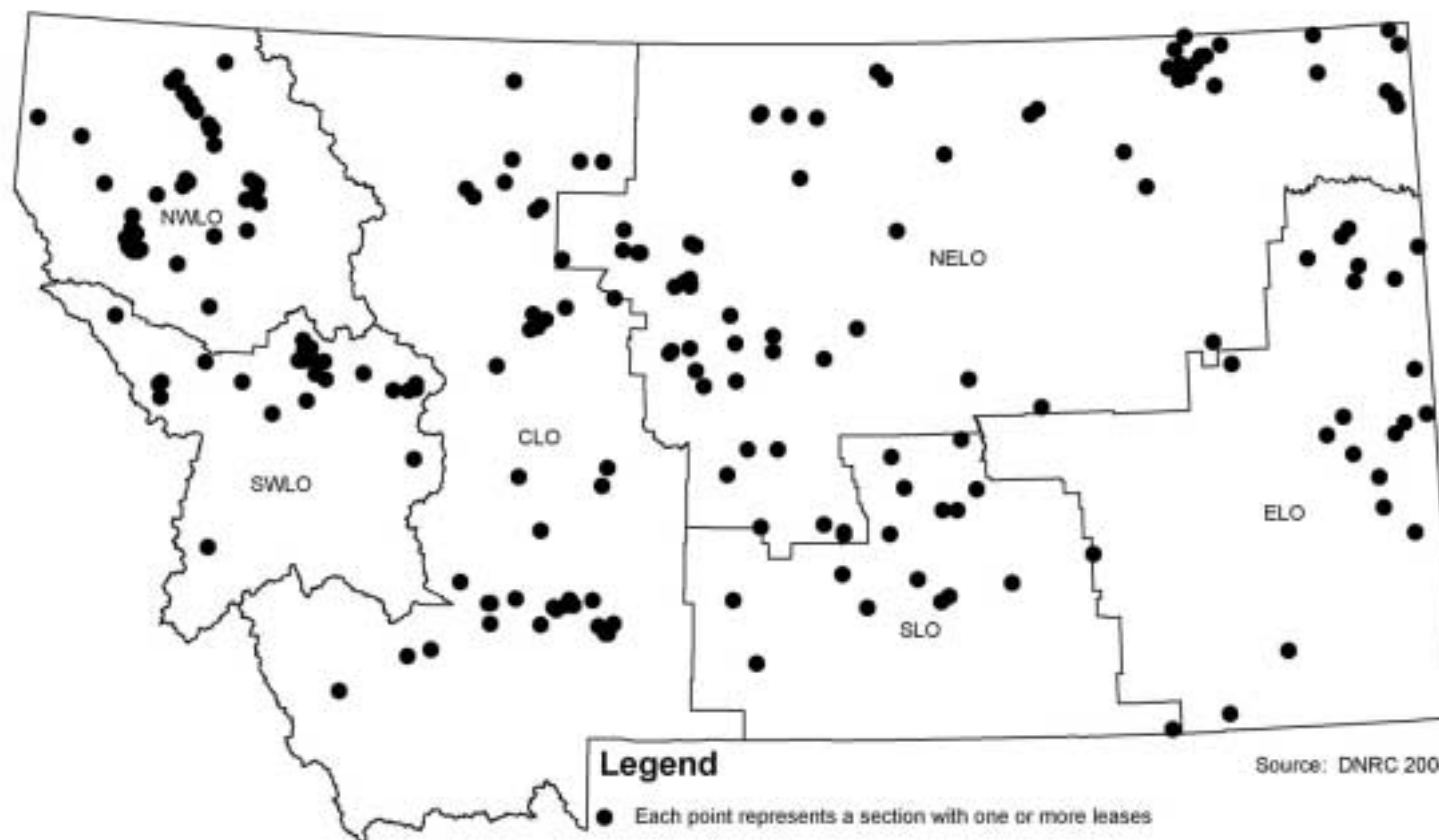 NWLO
NELO
CLO
SWLO
ELO
SLO
Legend
Source: DNRC 200
Each point represents a section with one or more leases